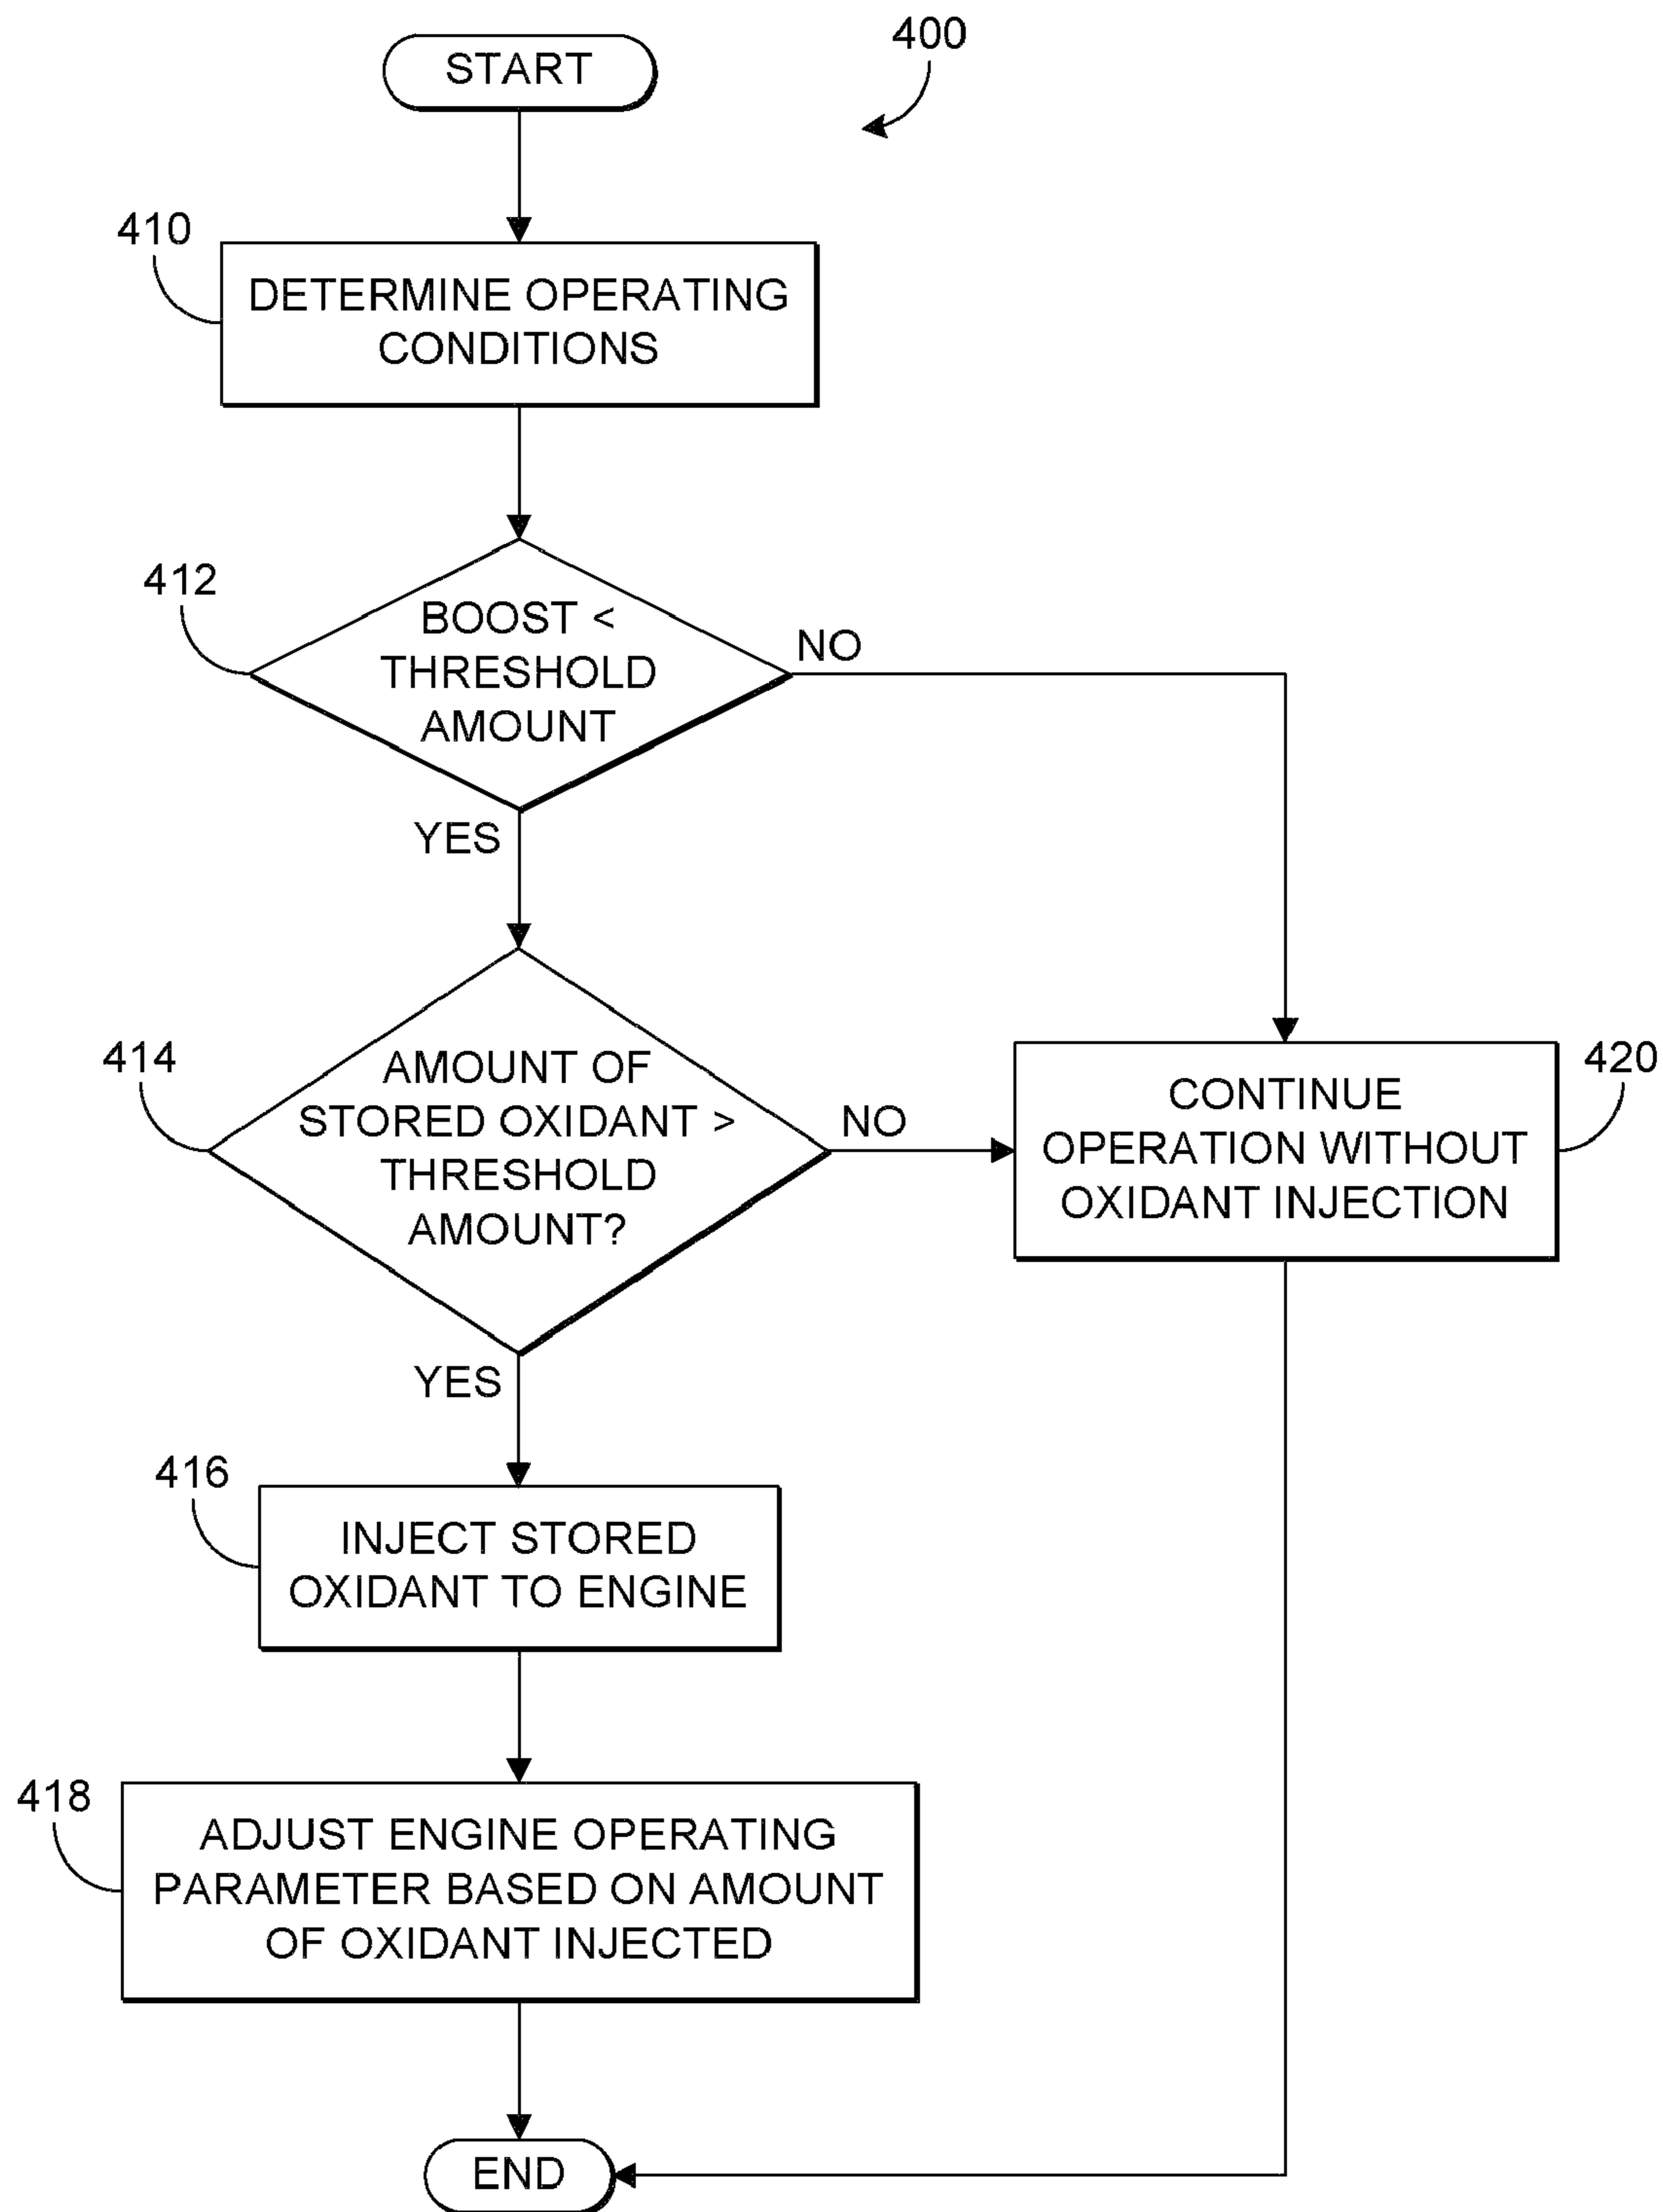 400
START
410
DETERMINE OPERATING
CONDITIONS
412
BOOST <
THRESHOLD
AMOUNT
NO
YES
414
AMOUNT OF
STORED OXIDANT >
THRESHOLD
AMOUNT?
NO
420
CONTINUE
OPERATION WITHOUT
OXIDANT INJECTION
YES
416
INJECT STORED
OXIDANT TO ENGINE
418
ADJUST ENGINE OPERATING
PARAMETER BASED ON AMOUNT
OF OXIDANT INJECTED
END